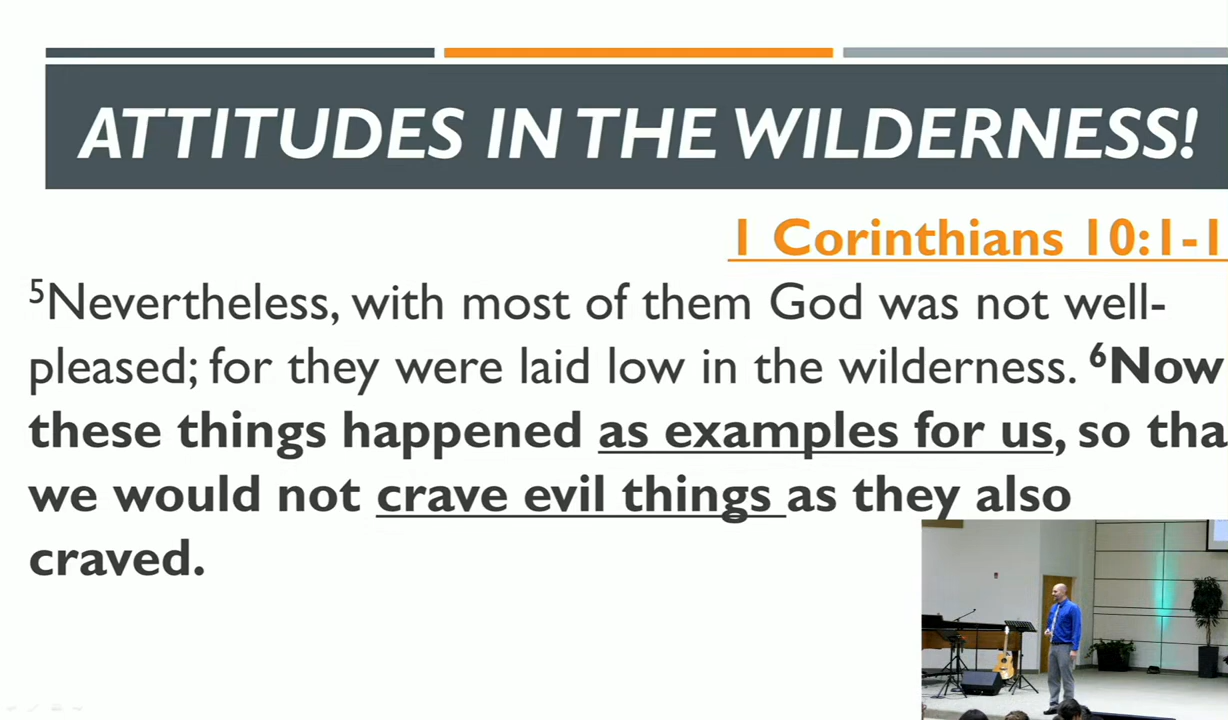 ATTITUDES IN THE WILDERNESS!
1 Corinthians 10:1-1
⁵Nevertheless, with most of them God was not well-
pleased; for they were laid low in the wilderness. ⁶Now
these things happened as examples for us, so tha
we would not crave evil things as they also
craved.